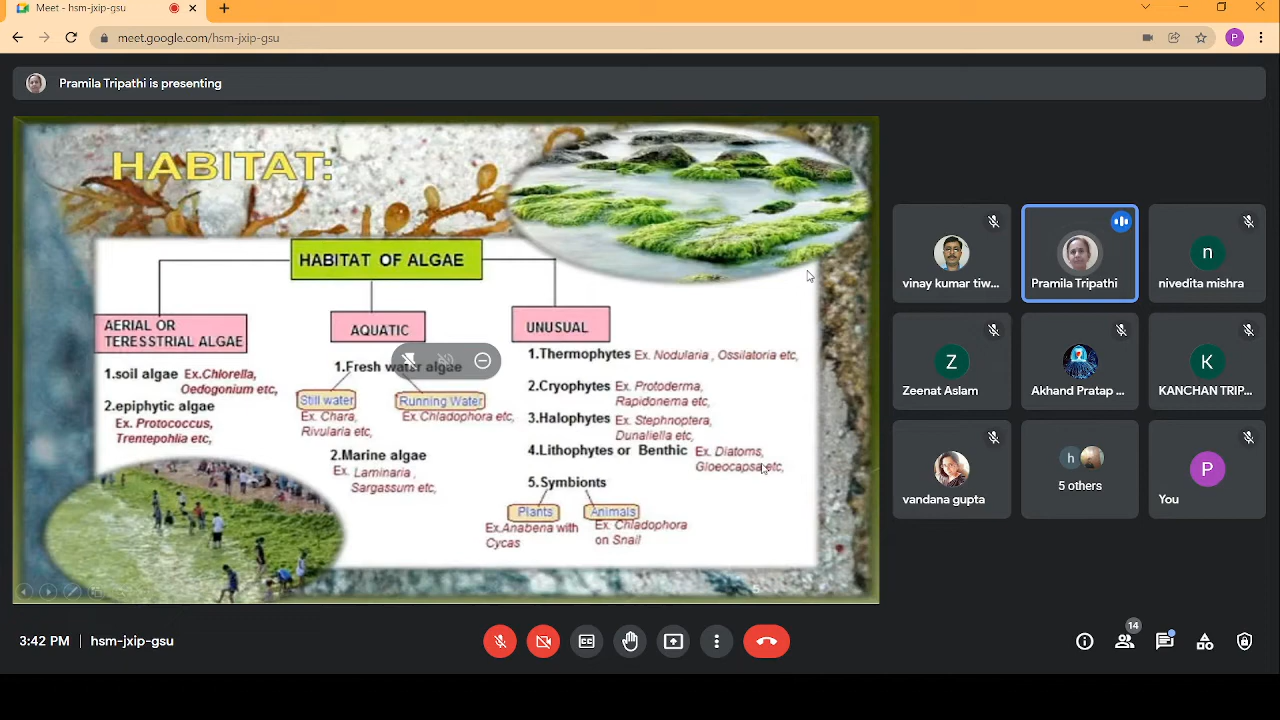 Meet - hsm-jxip-gsu
meet.google.com/hsm-jxip-gsu
P
Pramila Tripathi is presenting
HABITAT:
HABITAT OF ALGAE
AERIAL OR
TERESSTRIAL ALGAE
1.soil algae Ex.Chlorella,
Oedogonium etc,
2.epiphytic algae
Ex. Protococcus,
Trentepohlia etc,
AQUATIC
1.Fresh water algae
Still water
Ex. Chara,
Rivularia etc,
Running Water
Ex.Chladophora etc,
2.Marine algae
Ex. Laminaria ,
Sargassum etc,
UNUSUAL
1.Thermophytes Ex. Nodularia , Ossilatoria etc,
2.Cryophytes Ex. Protoderma,
Rapidonema etc,
3.Halophytes Ex. Stephnoptera,
Dunaliella etc,
4.Lithophytes or Benthic Ex. Diatoms,
Gloeocapsa etc,
5.Symbionts
Plants
Ex.Anabena with
Cycas
Animals
Ex. Chladophora
on Snail
vinay kumar tiw...
Pramila Tripathi
n
nivedita mishra
Z
Zeenat Aslam
Akhand Pratap ...
K
KANCHAN TRIP...
vandana gupta
h
5 others
P
You
3:42 PM | hsm-jxip-gsu
14